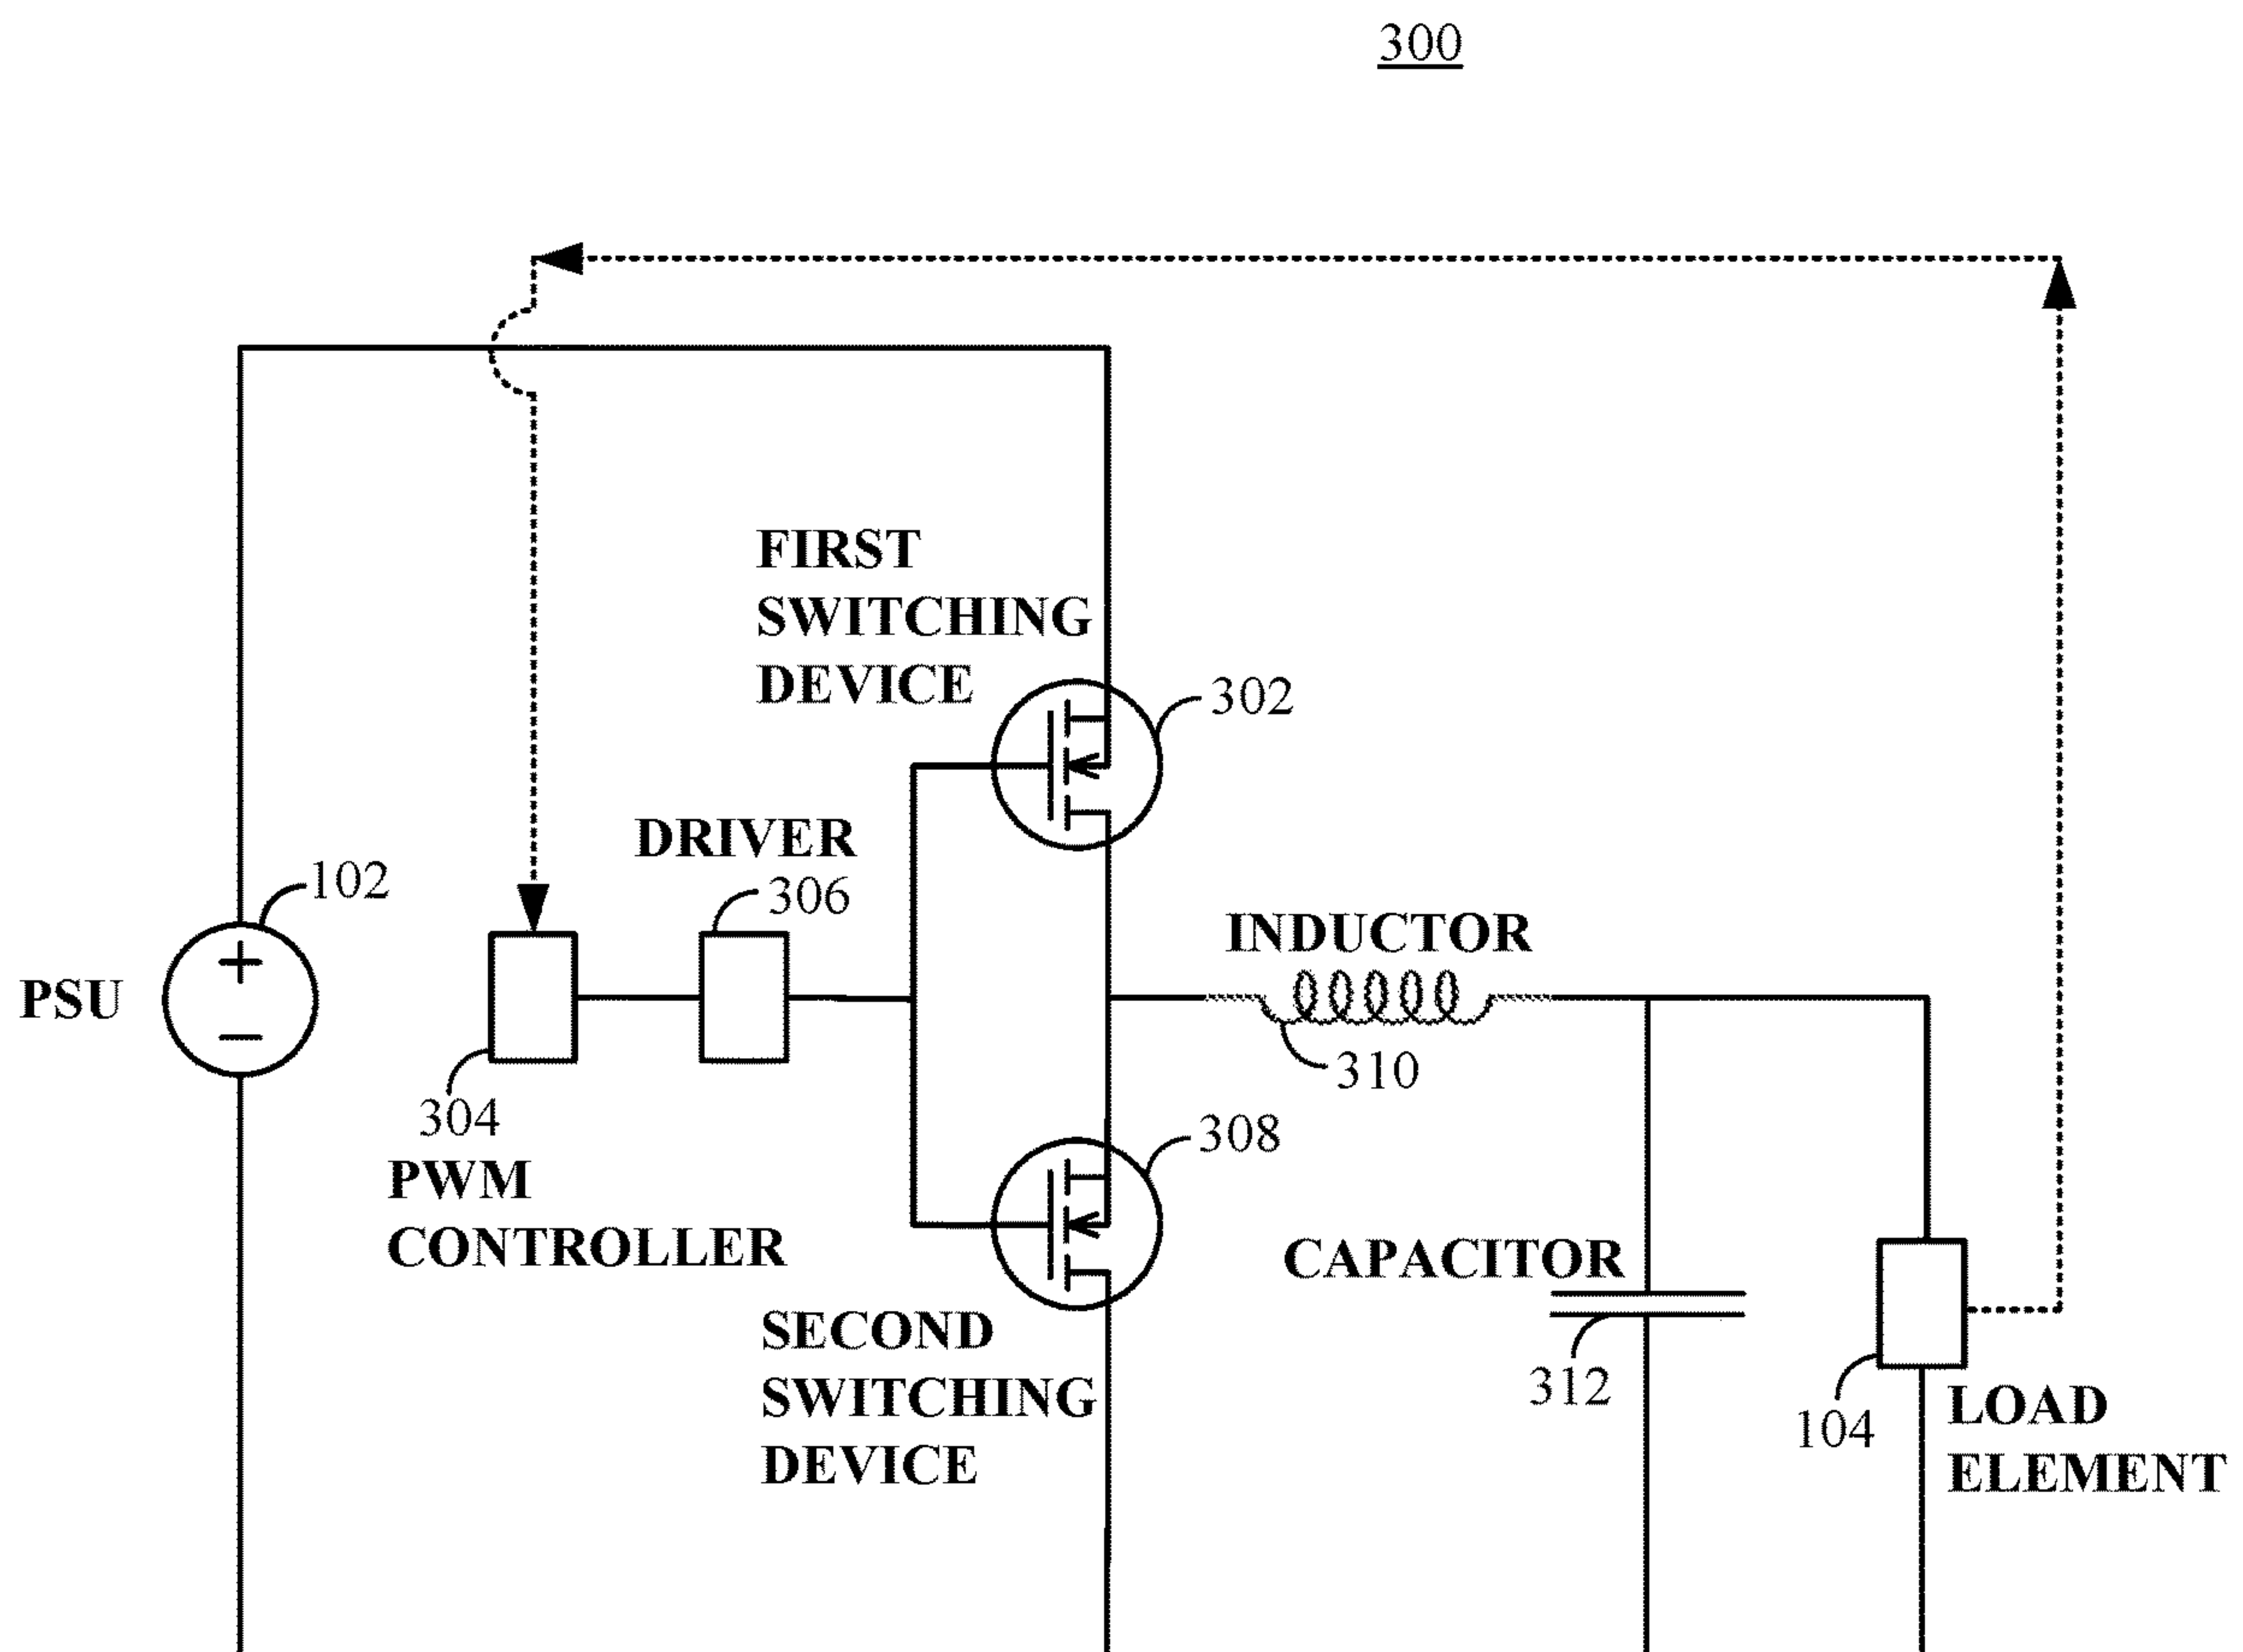 300
FIRST
SWITCHING
DEVICE
302
DRIVER
306
102
+
−
PSU
INDUCTOR
310
304
PWM
CONTROLLER
308
CAPACITOR
312
SECOND
SWITCHING
DEVICE
104
LOAD
ELEMENT